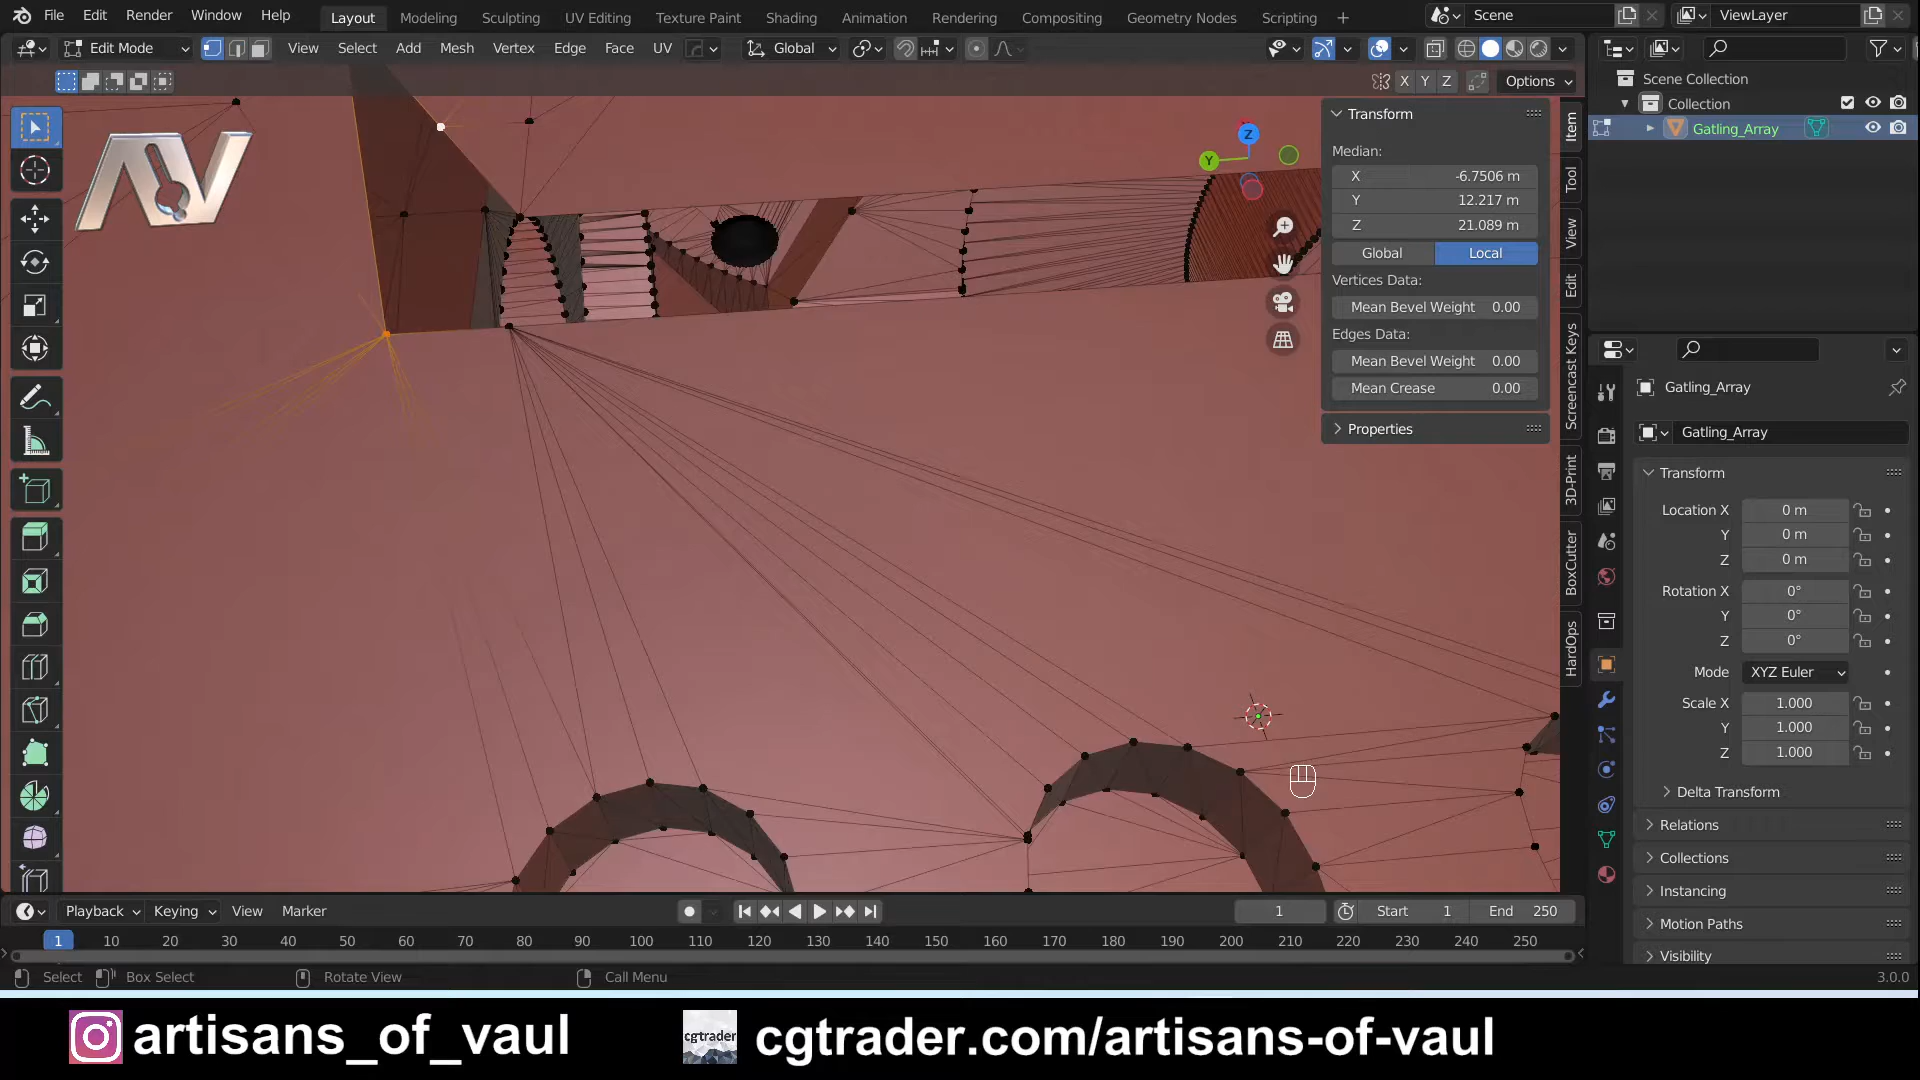 File Edit Render Window Help Layout Modeling Sculpting UV Editing Texture Paint Shading Animation Rendering Compositing Geometry Nodes Scripting + Scene ViewLayer
Edit Mode View Select Add Mesh Vertex Edge Face UV Global
X Y Z Options
Scene Collection
Collection
Gatling_Array
AV
Z
Y
Transform
Median:
X -6.7506 m
Y 12.217 m
Z 21.089 m
Global Local
Vertices Data:
Mean Bevel Weight 0.00
Edges Data:
Mean Bevel Weight 0.00
Mean Crease 0.00
Properties
Item
Tool
View
Edit
Screencast Keys
3D-Print
BoxCutter
HardOps
Gatling_Array
Gatling_Array
Transform
Location X 0 m
Y 0 m
Z 0 m
Rotation X 0°
Y 0°
Z 0°
Mode XYZ Euler
Scale X 1.000
Y 1.000
Z 1.000
Delta Transform
Relations
Collections
Instancing
Motion Paths
Visibility
Playback Keying View Marker 1 Start 1 End 250
1 10 20 30 40 50 60 70 80 90 100 110 120 130 140 150 160 170 180 190 200 210 220 230 240 250
Select Box Select Rotate View Call Menu 3.0.0
artisans_of_vaul cgtrader cgtrader.com/artisans-of-vaul